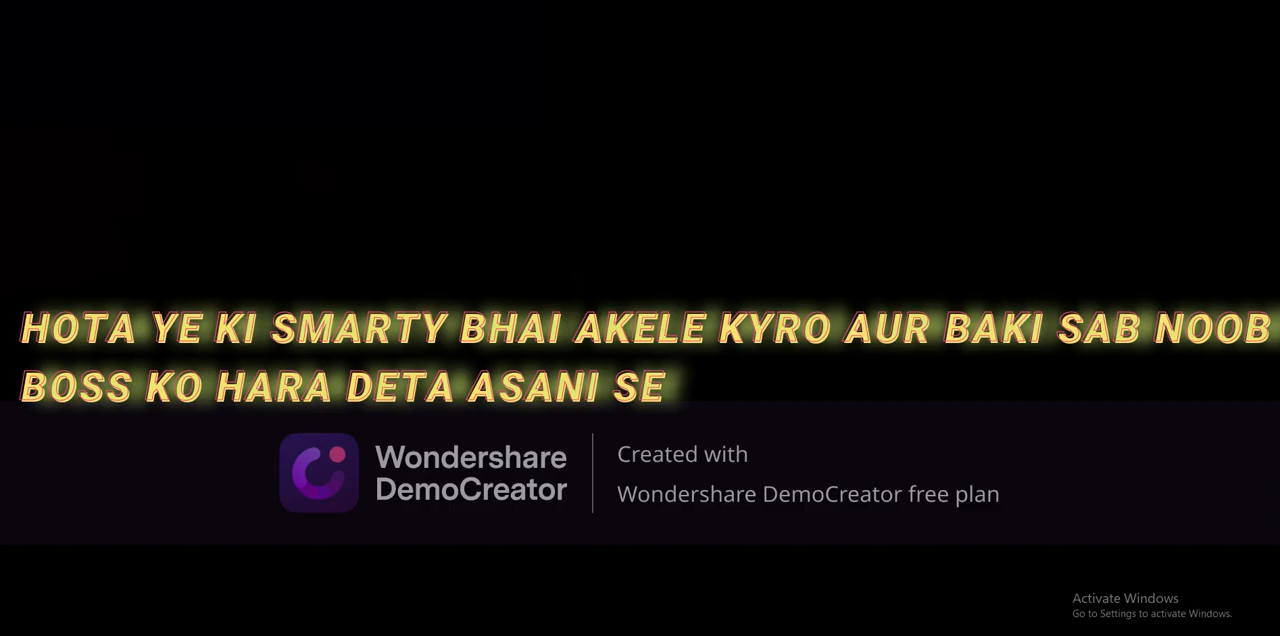 HOTA YE KI SMARTY BHAI AKELE KYRO AUR BAKI SAB NOOB
BOSS KO HARA DETA ASANI SE
Wondershare
DemoCreator
Created with
Wondershare DemoCreator free plan
Activate Windows
Go to Settings to activate Windows.